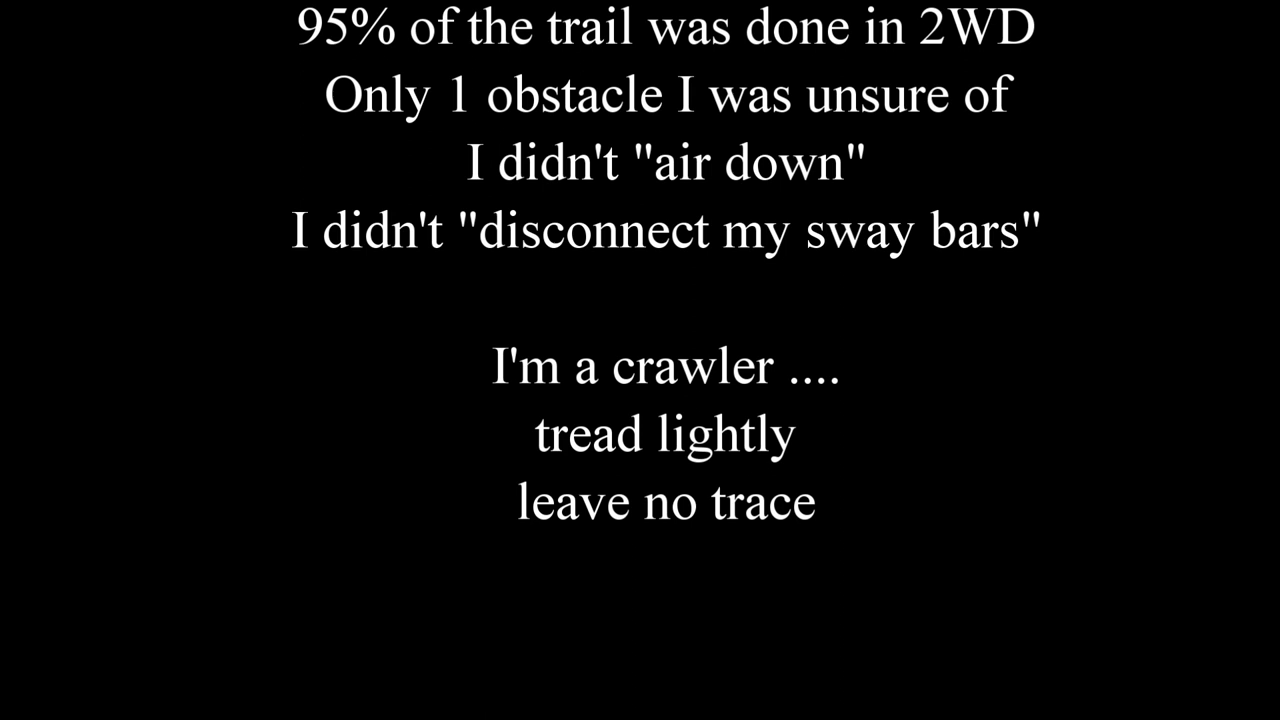 95% of the trail was done in 2WD
Only 1 obstacle I was unsure of
I didn't "air down"
I didn't "disconnect my sway bars"
I'm a crawler ....
tread lightly
leave no trace